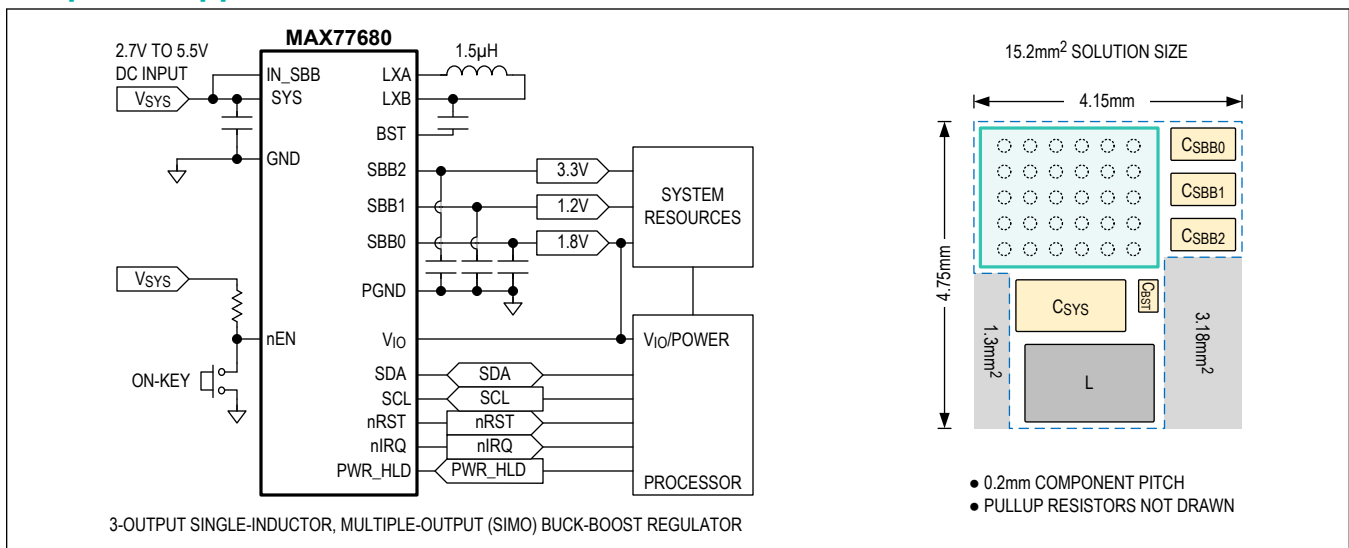 MAX77680
2.7V TO 5.5V
DC INPUT
VSYS
IN_SBB
SYS
GND
VSYS
nEN
ON-KEY
LXA
LXB
BST
SBB2
SBB1
SBB0
PGND
VIO
SDA
SCL
nRST
nIRQ
PWR_HLD
1.5µH
3.3V
1.2V
1.8V
SDA
SCL
nRST
nIRQ
PWR_HLD
SYSTEM
RESOURCES
VIO/POWER
PROCESSOR
3-OUTPUT SINGLE-INDUCTOR, MULTIPLE-OUTPUT (SIMO) BUCK-BOOST REGULATOR
15.2mm2 SOLUTION SIZE
4.15mm
4.75mm
CSBB0
CSBB1
CSBB2
CSYS
CBST
L
1.3mm2
3.18mm2
● 0.2mm COMPONENT PITCH
● PULLUP RESISTORS NOT DRAWN